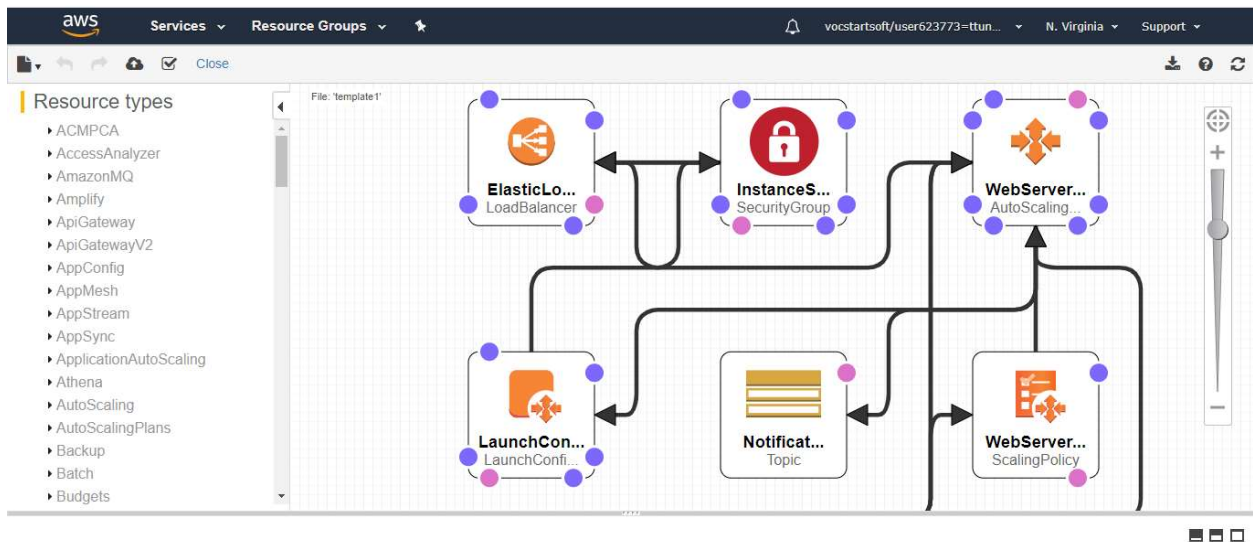 aws Services Resource Groups vocstartsoft/user623773=ttun... N. Virginia Support
Close
Resource types
ACMPCA
AccessAnalyzer
AmazonMQ
Amplify
ApiGateway
ApiGatewayV2
AppConfig
AppMesh
AppStream
AppSync
ApplicationAutoScaling
Athena
AutoScaling
AutoScalingPlans
Backup
Batch
Budgets
File: 'template1'
ElasticLo...
LoadBalancer
InstanceS...
SecurityGroup
WebServer...
AutoScaling...
LaunchCon...
LaunchConfi...
Notificat...
Topic
WebServer...
ScalingPolicy